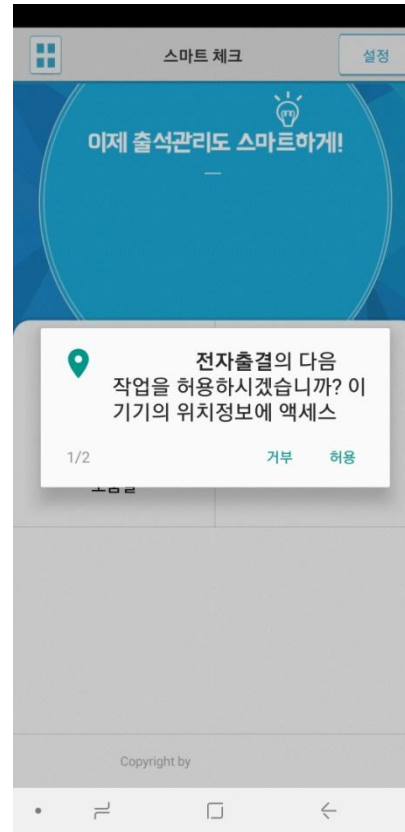 스마트 체크
설정
이제 출석관리도 스마트하게!
전자출결의 다음
작업을 허용하시겠습니까? 이
기기의 위치정보에 액세스
1/2
거부
허용
Copyright by